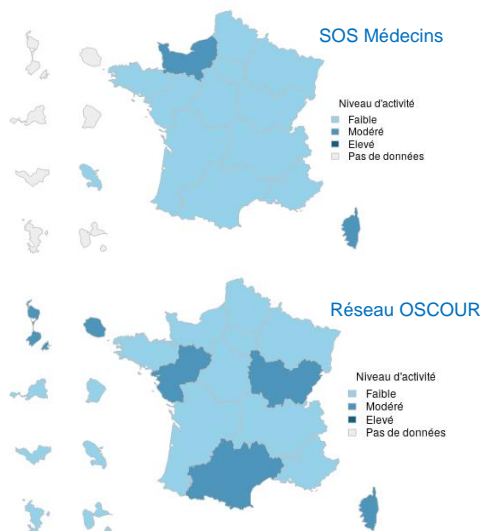 SOS Médecins
Niveau d'activité
Faible
Modéré
Elevé
Pas de données
Réseau OSCOUR
Niveau d'activité
Faible
Modéré
Elevé
Pas de données